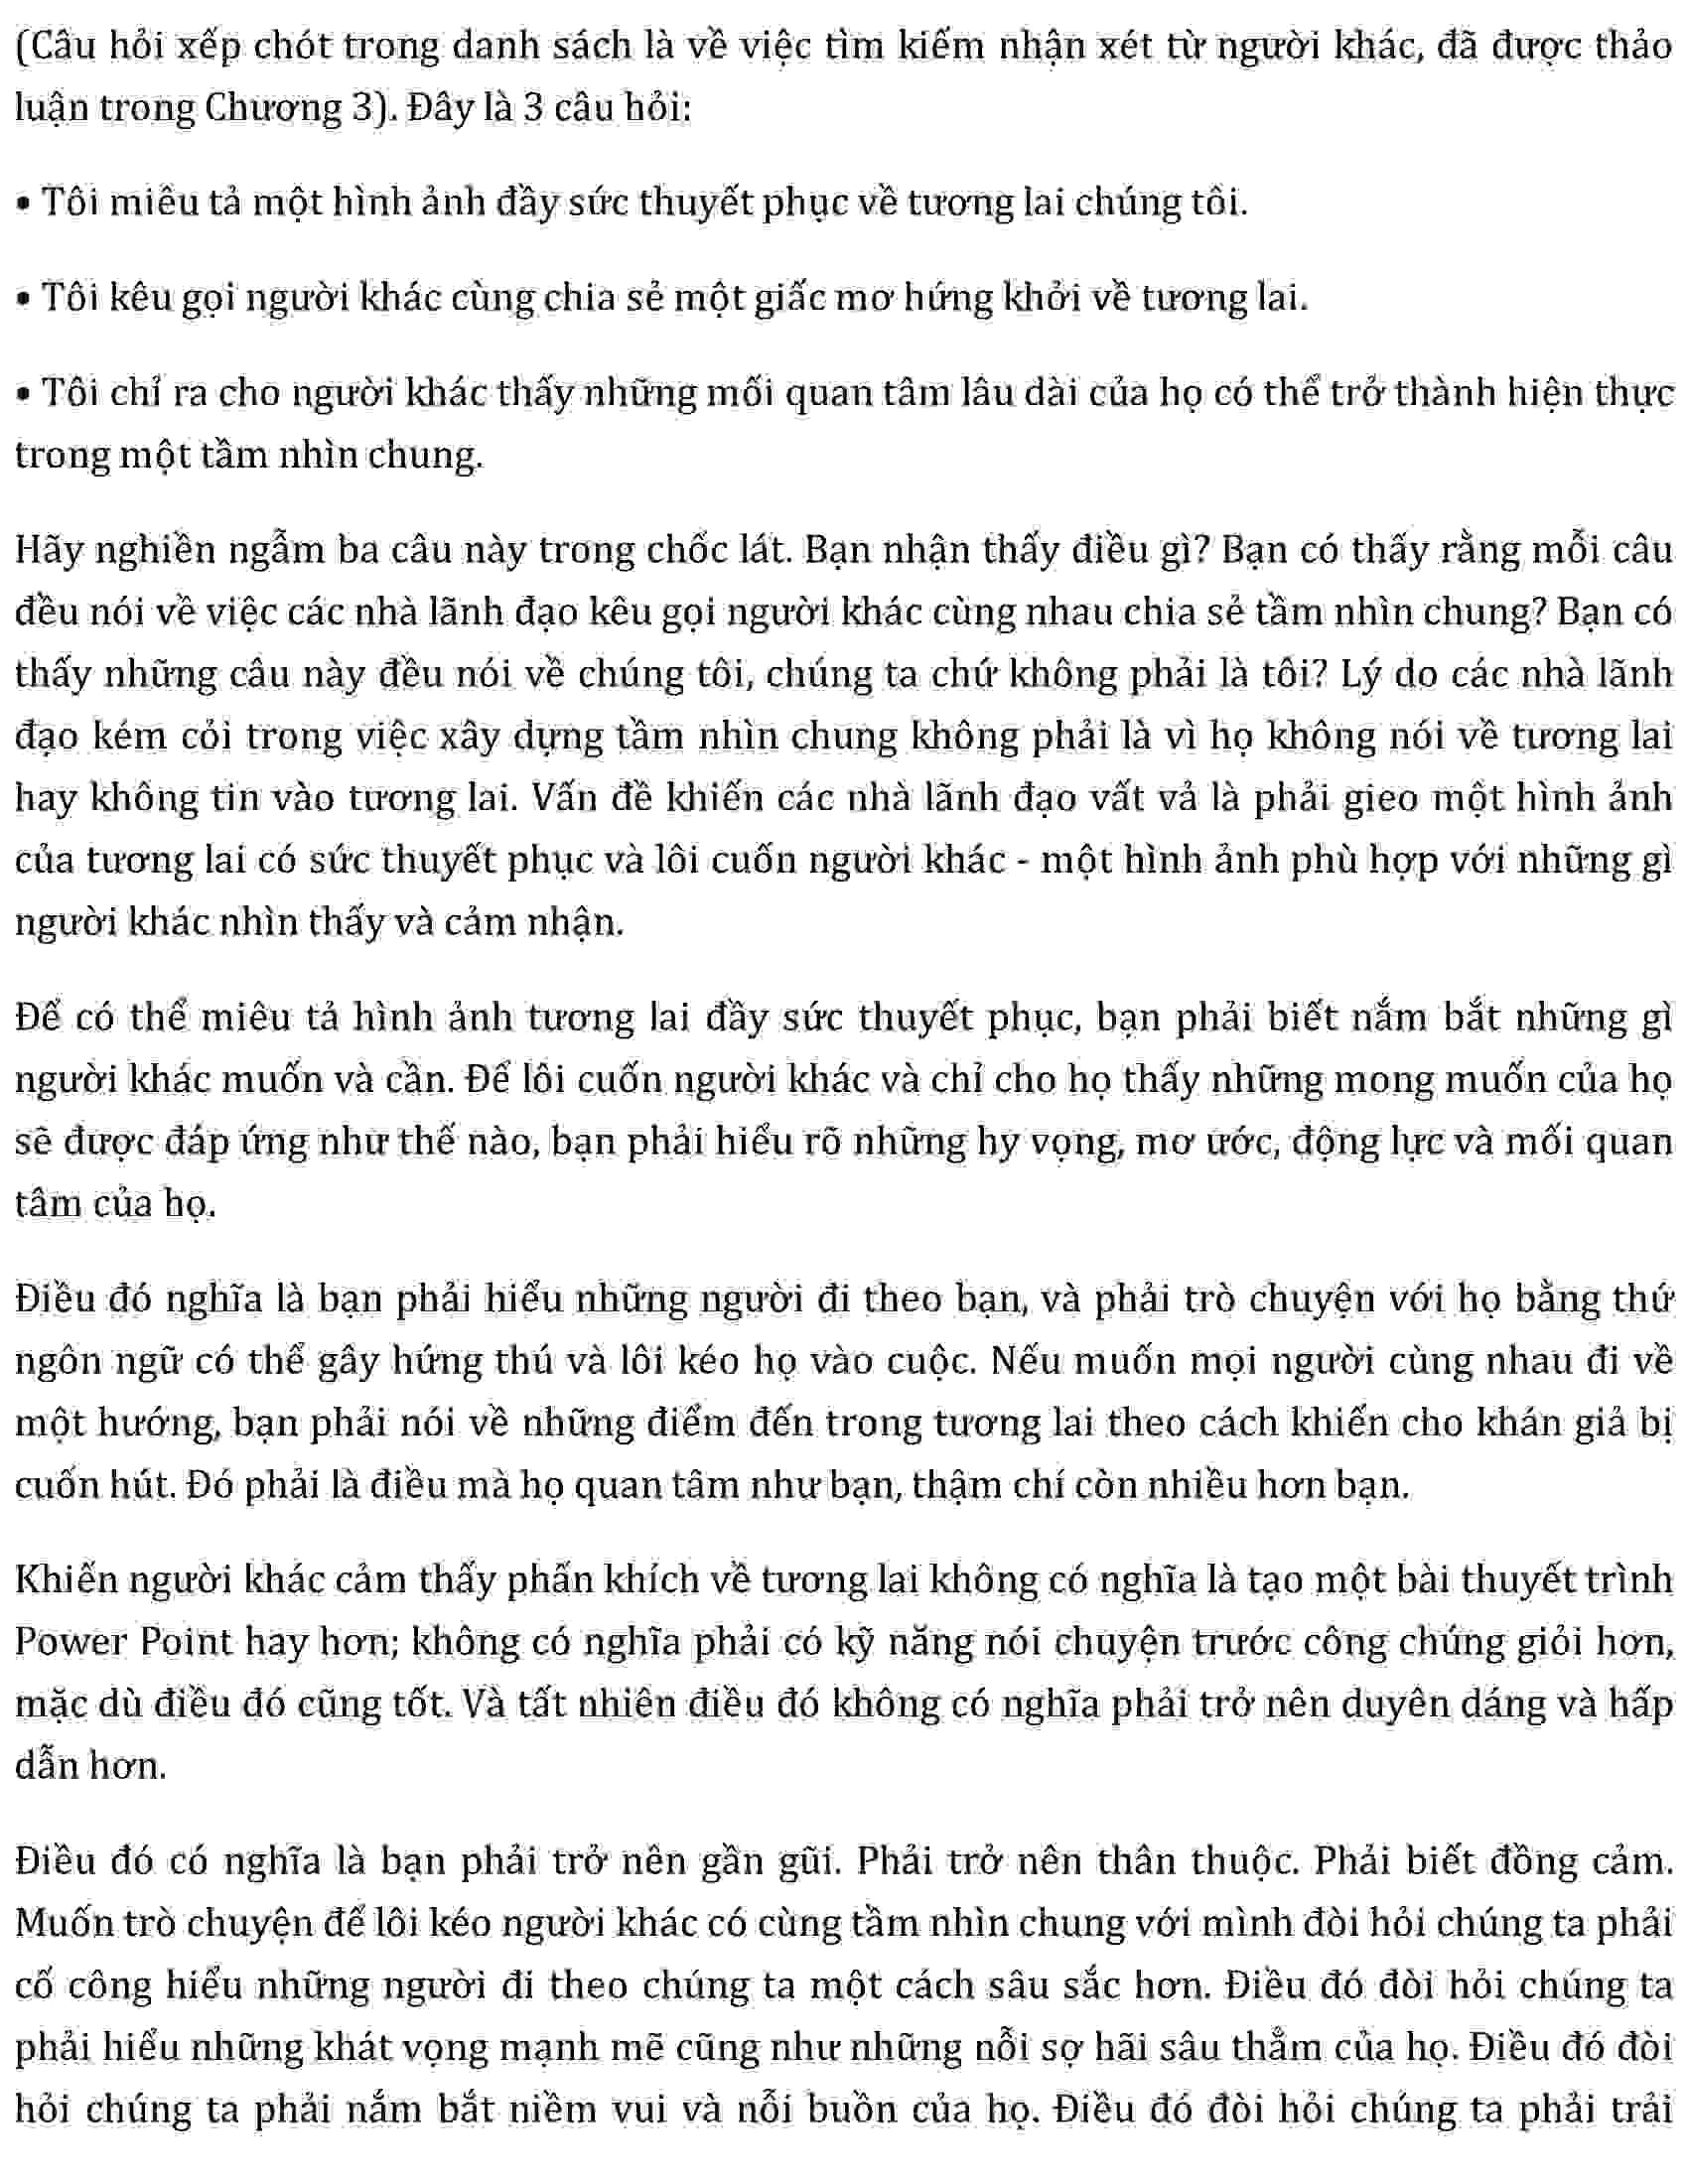 (Câu hỏi xếp chót trong danh sách là về việc tìm kiếm nhận xét từ người khác, đã được thảo
luận trong Chương 3). Đây là 3 câu hỏi:
• Tôi miêu tả một hình ảnh đầy sức thuyết phục về tương lai chúng tôi.
• Tôi kêu gọi người khác cùng chia sẻ một giấc mơ hứng khởi về tương lai.
• Tôi chỉ ra cho người khác thấy những mối quan tâm lâu dài của họ có thể trở thành hiện thực
trong một tầm nhìn chung.
Hãy nghiền ngẫm ba câu này trong chốc lát. Bạn nhận thấy điều gì? Bạn có thấy rằng mỗi câu
đều nói về việc các nhà lãnh đạo kêu gọi người khác cùng nhau chia sẻ tầm nhìn chung? Bạn có
thấy những câu này đều nói về chúng tôi, chúng ta chứ không phải là tôi? Lý do các nhà lãnh
đạo kém cỏi trong việc xây dựng tầm nhìn chung không phải là vì họ không nói về tương lai
hay không tin vào tương lai. Vấn đề khiến các nhà lãnh đạo vất vả là phải gieo một hình ảnh
của tương lai có sức thuyết phục và lôi cuốn người khác - một hình ảnh phù hợp với những gì
người khác nhìn thấy và cảm nhận.
Để có thể miêu tả hình ảnh tương lai đầy sức thuyết phục, bạn phải biết nắm bắt những gì
người khác muốn và cần. Để lôi cuốn người khác và chỉ cho họ thấy những mong muốn của họ
sẽ được đáp ứng như thế nào, bạn phải hiểu rõ những hy vọng, mơ ước, động lực và mối quan
tâm của họ.
Điều đó nghĩa là bạn phải hiểu những người đi theo bạn, và phải trò chuyện với họ bằng thứ
ngôn ngữ có thể gây hứng thú và lôi kéo họ vào cuộc. Nếu muốn mọi người cùng nhau đi về
một hướng, bạn phải nói về những điểm đến trong tương lai theo cách khiến cho khán giả bị
cuốn hút. Đó phải là điều mà họ quan tâm như bạn, thậm chí còn nhiều hơn bạn.
Khiến người khác cảm thấy phấn khích về tương lai không có nghĩa là tạo một bài thuyết trình
Power Point hay hơn; không có nghĩa phải có kỹ năng nói chuyện trước công chúng giỏi hơn,
mặc dù điều đó cũng tốt. Và tất nhiên điều đó không có nghĩa phải trở nên duyên dáng và hấp
dẫn hơn.
Điều đó có nghĩa là bạn phải trở nên gần gũi. Phải trở nên thân thuộc. Phải biết đồng cảm.
Muốn trò chuyện để lôi kéo người khác có cùng tầm nhìn chung với mình đòi hỏi chúng ta phải
cố công hiểu những người đi theo chúng ta một cách sâu sắc hơn. Điều đó đòi hỏi chúng ta
phải hiểu những khát vọng mạnh mẽ cũng như những nỗi sợ hãi sâu thẳm của họ. Điều đó đòi
hỏi chúng ta phải nắm bắt niềm vui và nỗi buồn của họ. Điều đó đòi hỏi chúng ta phải trải